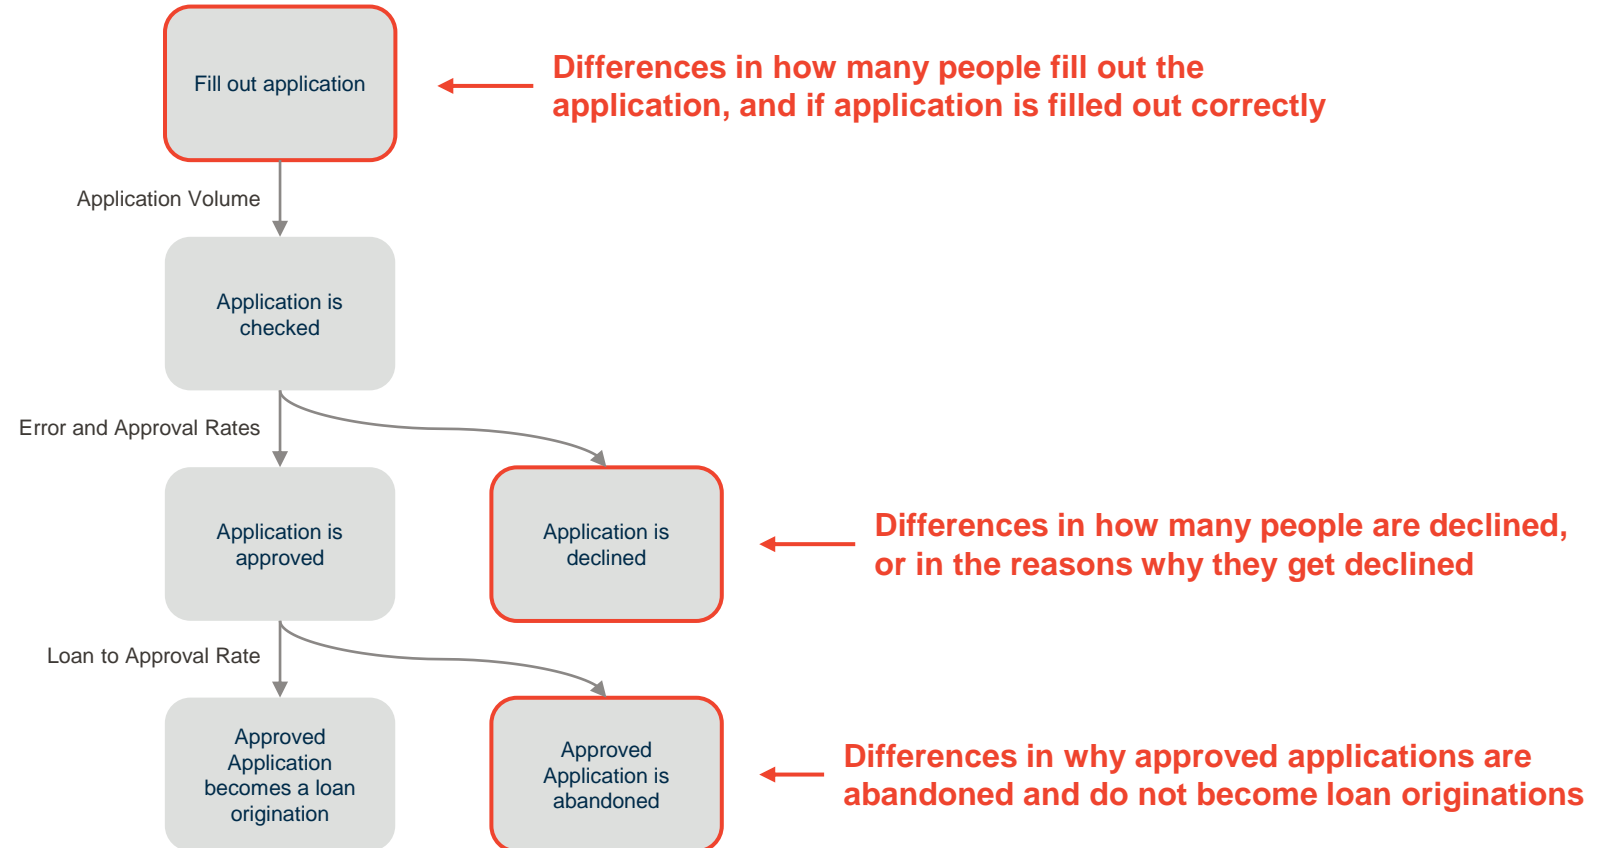 Fill out application
Differences in how many people fill out the
application, and if application is filled out correctly
Application Volume
Application is
checked
Error and Approval Rates
Application is
approved
Application is
declined
Differences in how many people are declined,
or in the reasons why they get declined
Loan to Approval Rate
Approved
Application
becomes a loan
origination
Approved
Application is
abandoned
Differences in why approved applications are
abandoned and do not become loan originations